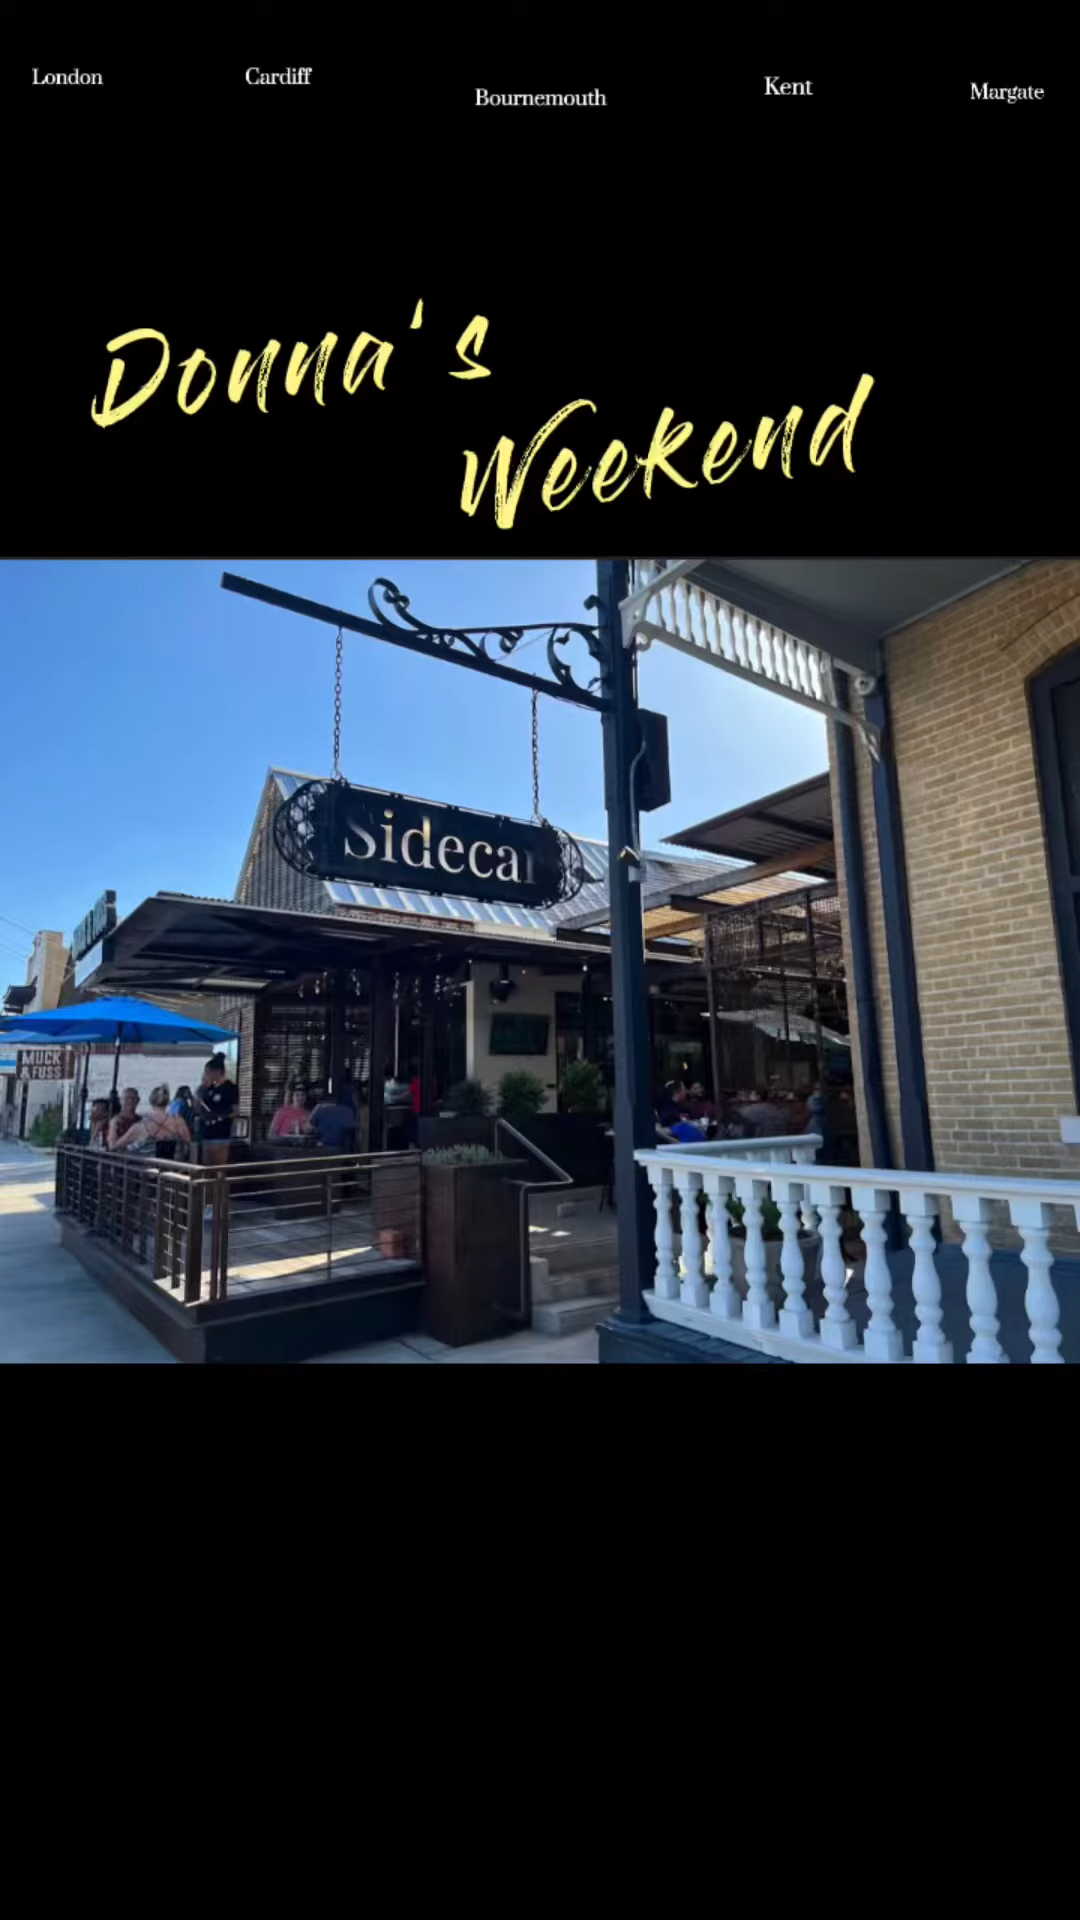 London
Cardiff
Bournemouth
Kent
Margate
Donna's
Weekend
Sidecar
MUCK
& FUSS